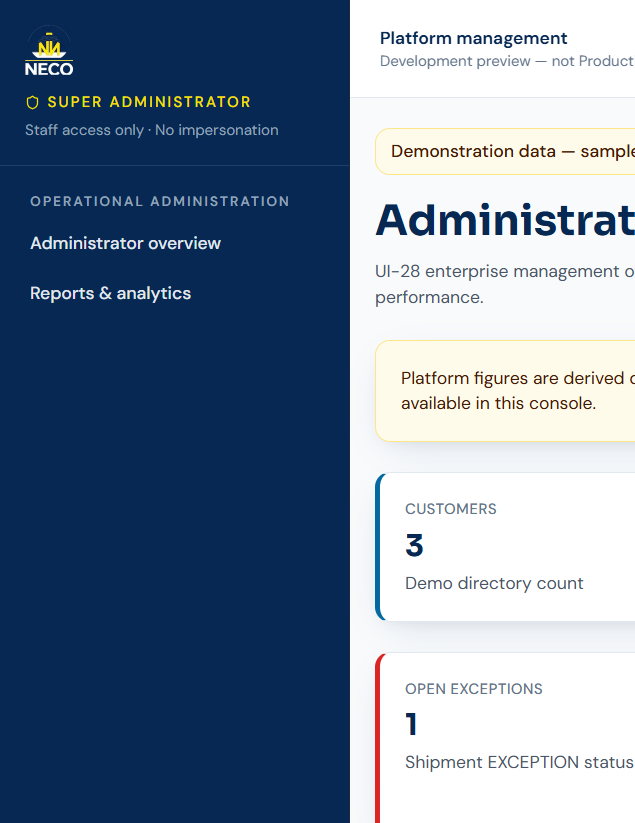 NECO
SUPER ADMINISTRATOR
Staff access only · No impersonation
OPERATIONAL ADMINISTRATION
Administrator overview
Reports & analytics
Platform management
Development preview — not Product
Demonstration data — sample
Administrat
UI-28 enterprise management o
performance.
Platform figures are derived
available in this console.
CUSTOMERS
3
Demo directory count
OPEN EXCEPTIONS
1
Shipment EXCEPTION status